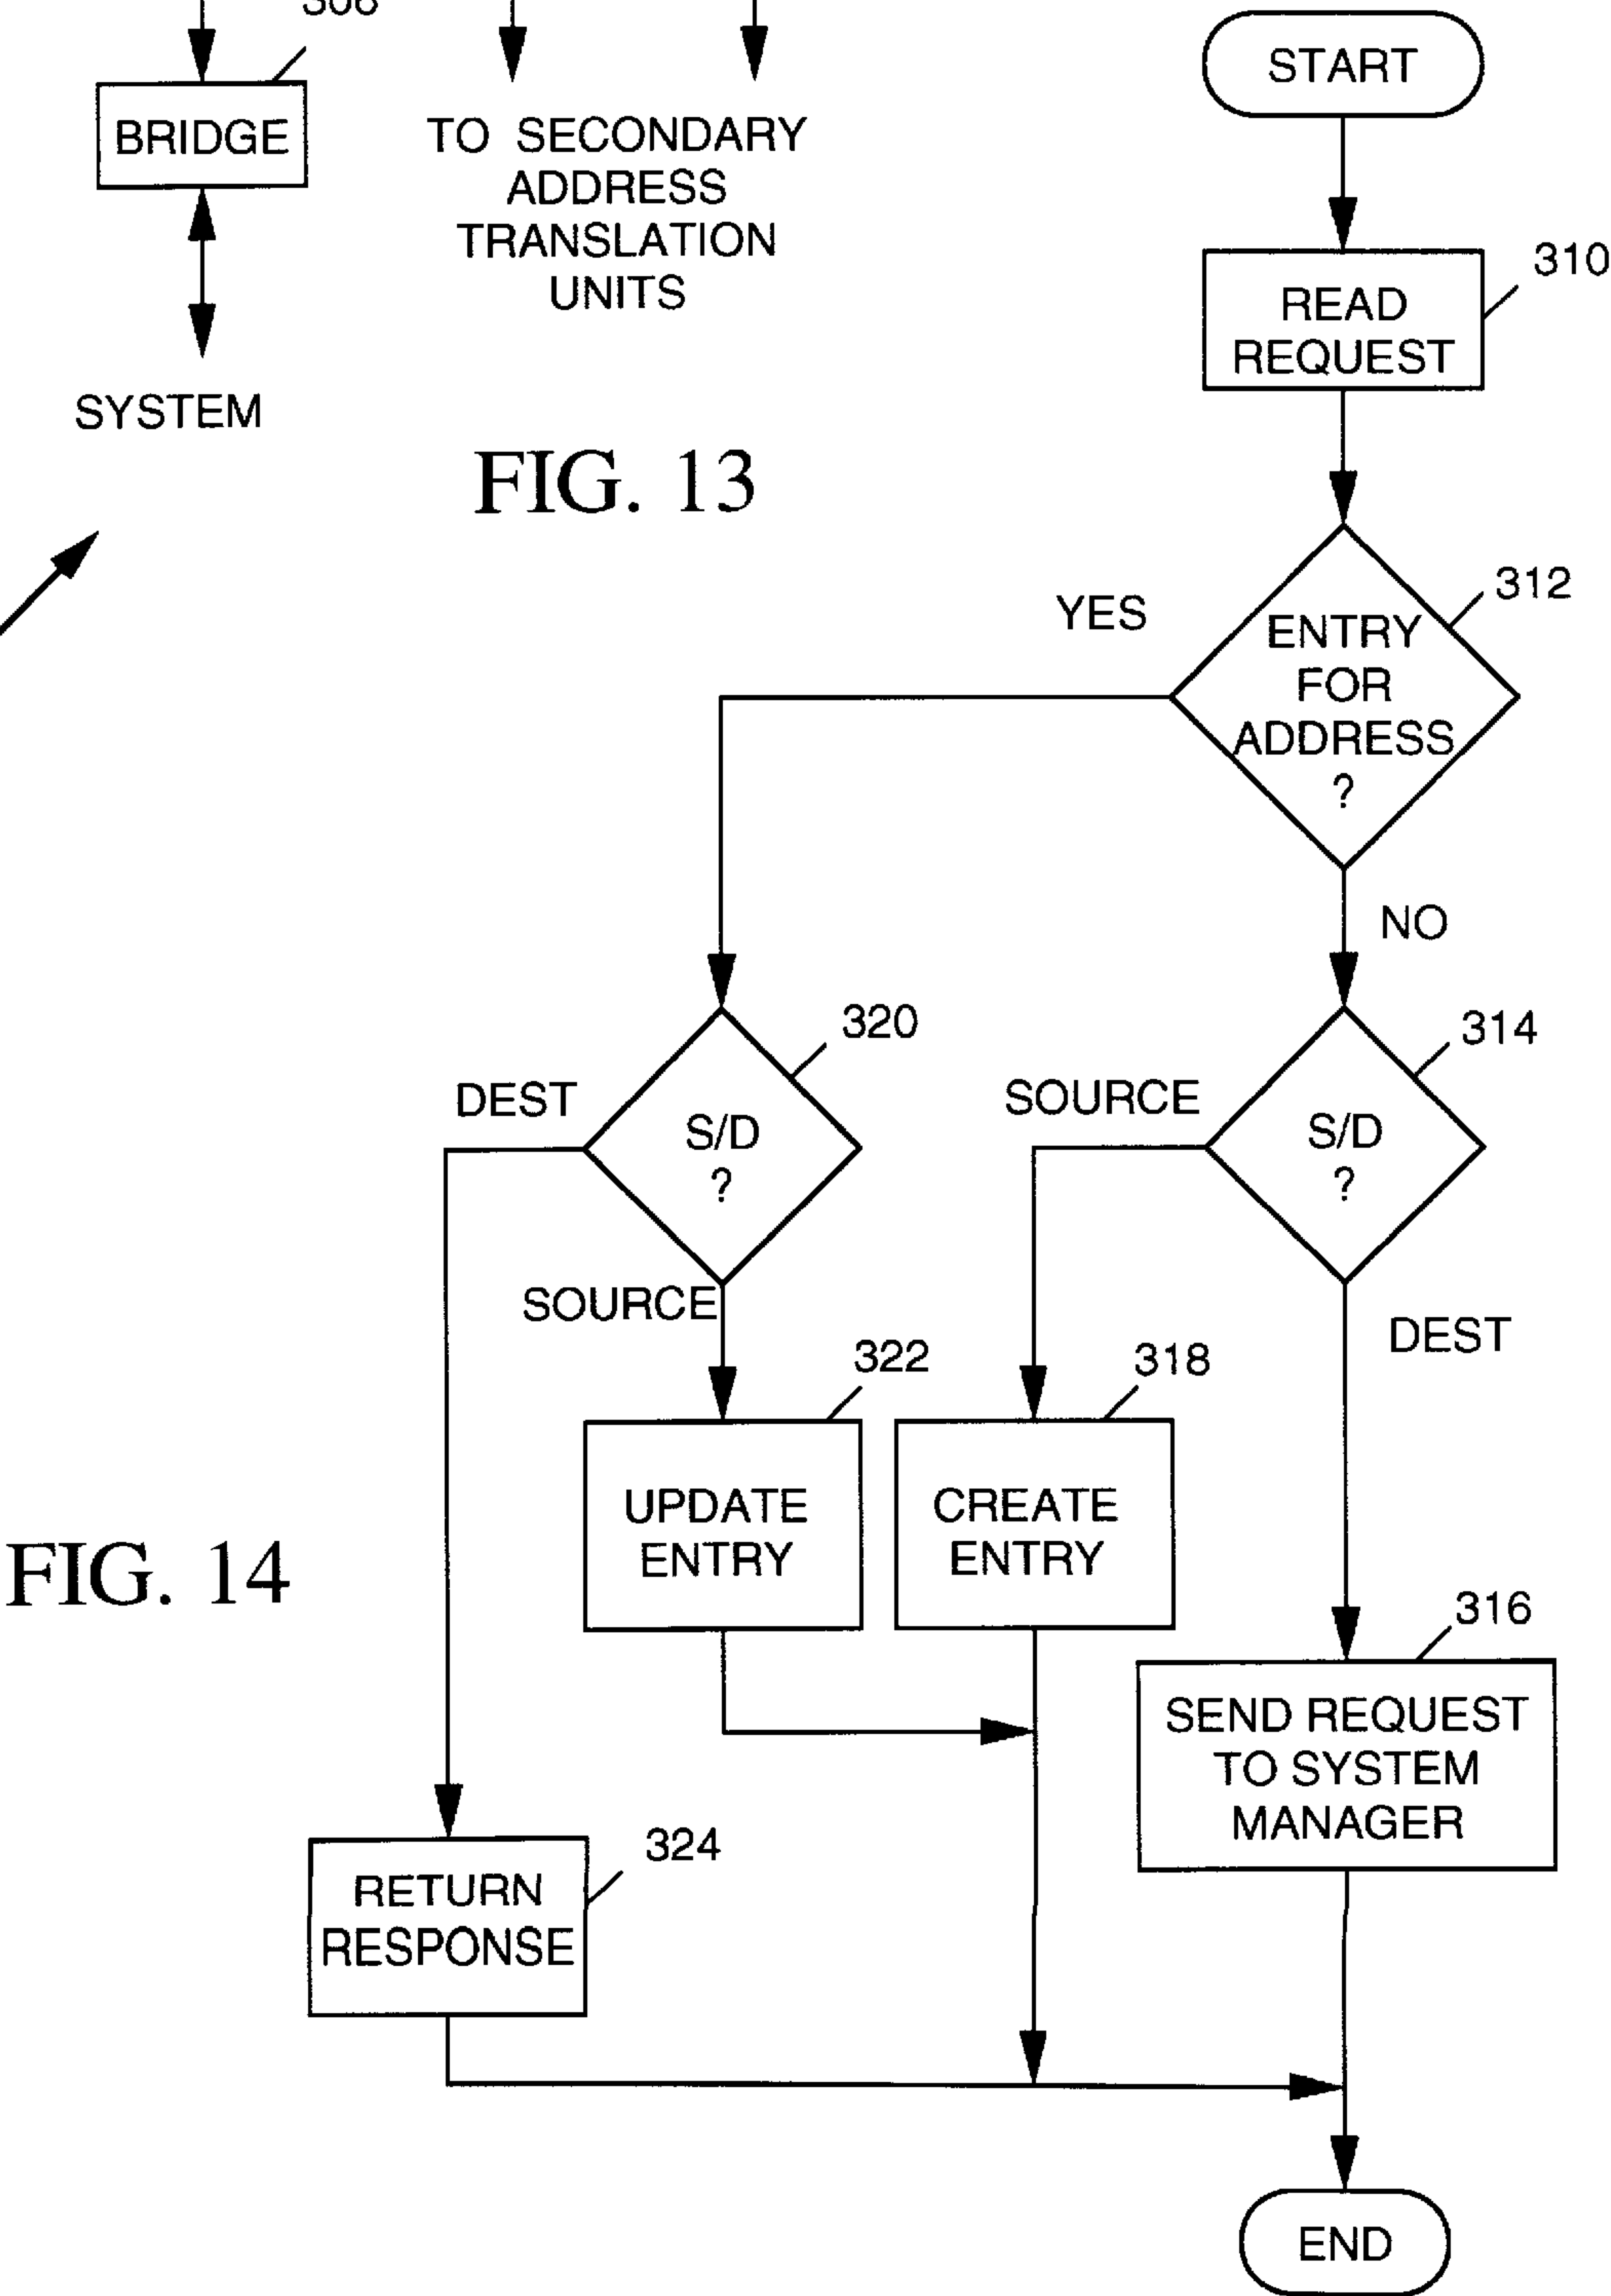 BRIDGE
TO SECONDARY
ADDRESS
TRANSLATION
UNITS
SYSTEM
FIG. 13
START
310
READ
REQUEST
312
YES
ENTRY
FOR
ADDRESS
?
NO
320
DEST
S/D
?
SOURCE
314
SOURCE
S/D
?
DEST
322
UPDATE
ENTRY
318
CREATE
ENTRY
FIG. 14
316
SEND REQUEST
TO SYSTEM
MANAGER
324
RETURN
RESPONSE
END